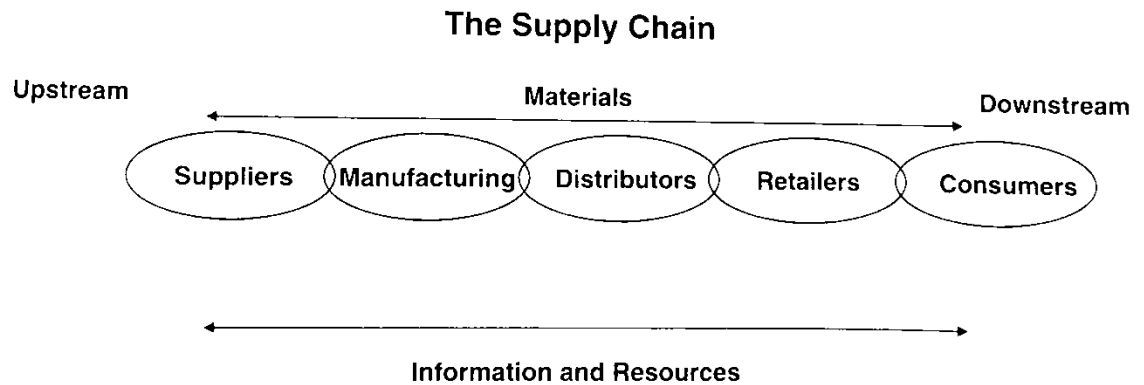 The Supply Chain
Upstream
Materials
Downstream
Suppliers
Manufacturing
Distributors
Retailers
Consumers
Information and Resources